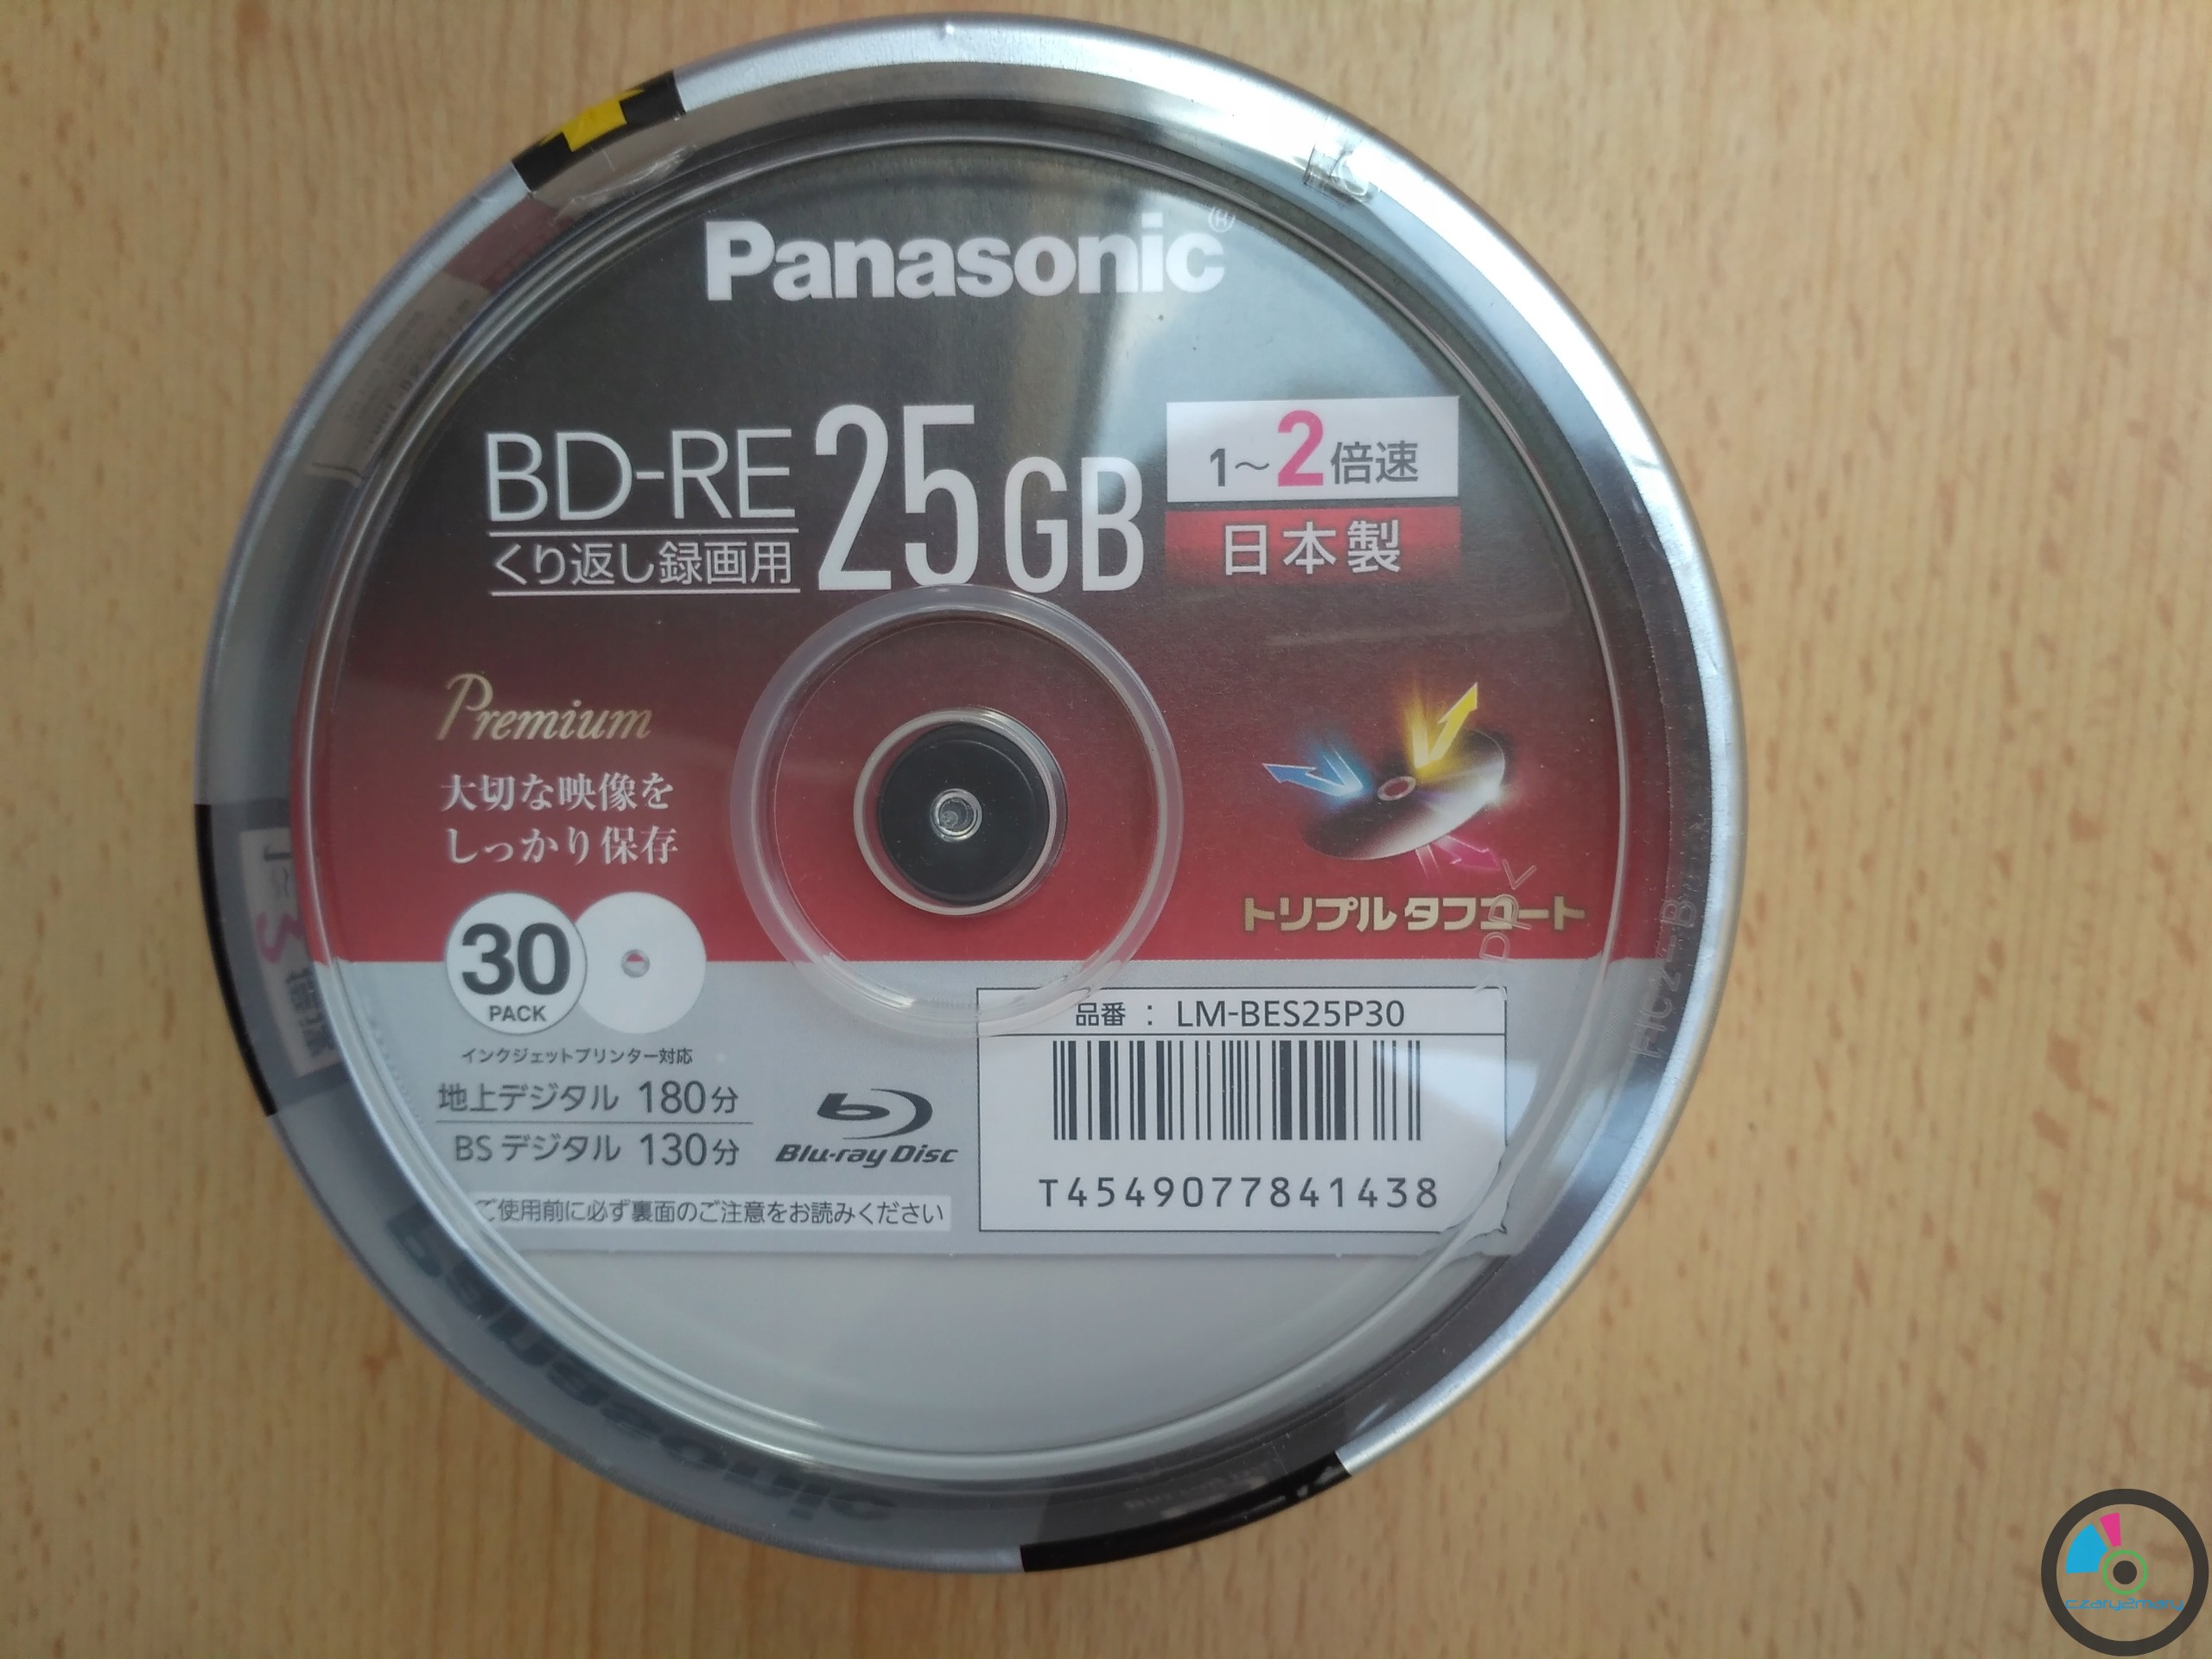 Panasonic®
BD-RE 25GB
くり返し録画用
1～2倍速
日本製
Premium
大切な映像を
しっかり保存
トリプル タフコート
30
PACK
インクジェットプリンター対応
地上デジタル 180分
BSデジタル 130分
Blu-ray Disc
ご使用前に必ず裏面のご注意をお読みください
品番 : LM-BES25P30
T4549077841438
Panasonic
czary2mary